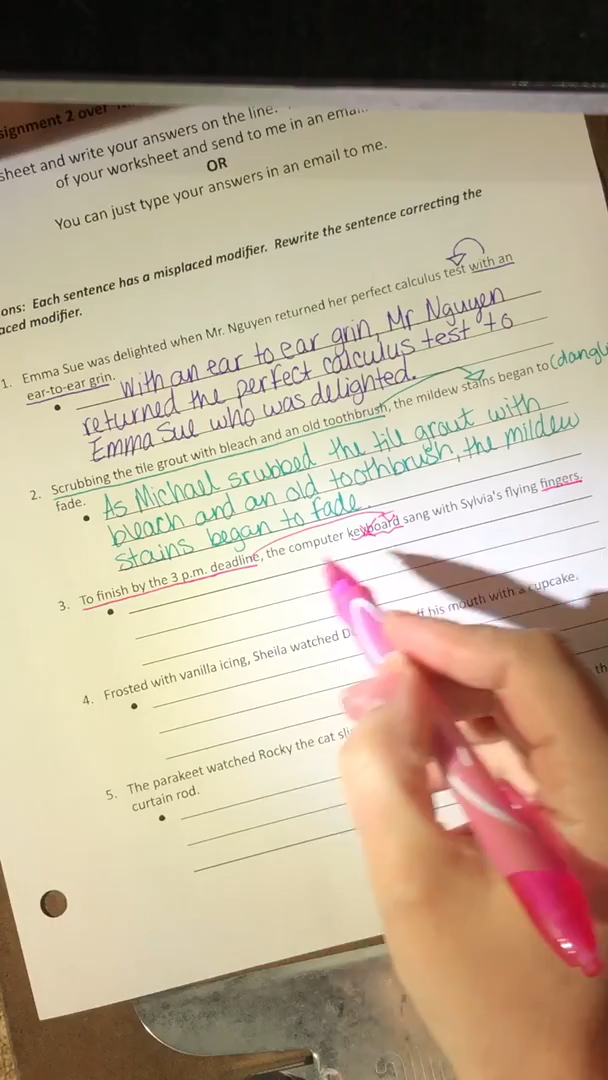 signment 2 over
sheet and write your answers on the line.
of your worksheet and send to me in an ema
OR
You can just type your answers in an email to me.
ons: Each sentence has a misplaced modifier. Rewrite the sentence correcting the
aced modifier.
1. Emma Sue was delighted when Mr. Nguyen returned her perfect calculus test with an
ear-to-ear grin.
With an ear to ear grin, Mr Nguyen
returned the perfect calculus test to
Emma Sue who was delighted.
2. Scrubbing the tile grout with bleach and an old toothbrush, the mildew stains began to (dangli
fade.
As Michael srubbed the tile grout with
bleach and an old toothbrush, the mildew
stains began to fade.
3. To finish by the 3 p.m. deadline, the computer keyboard sang with Sylvia's flying fingers.
4. Frosted with vanilla icing, Sheila watched D his mouth with a cupcake.
5. The parakeet watched Rocky the cat sli th
curtain rod.